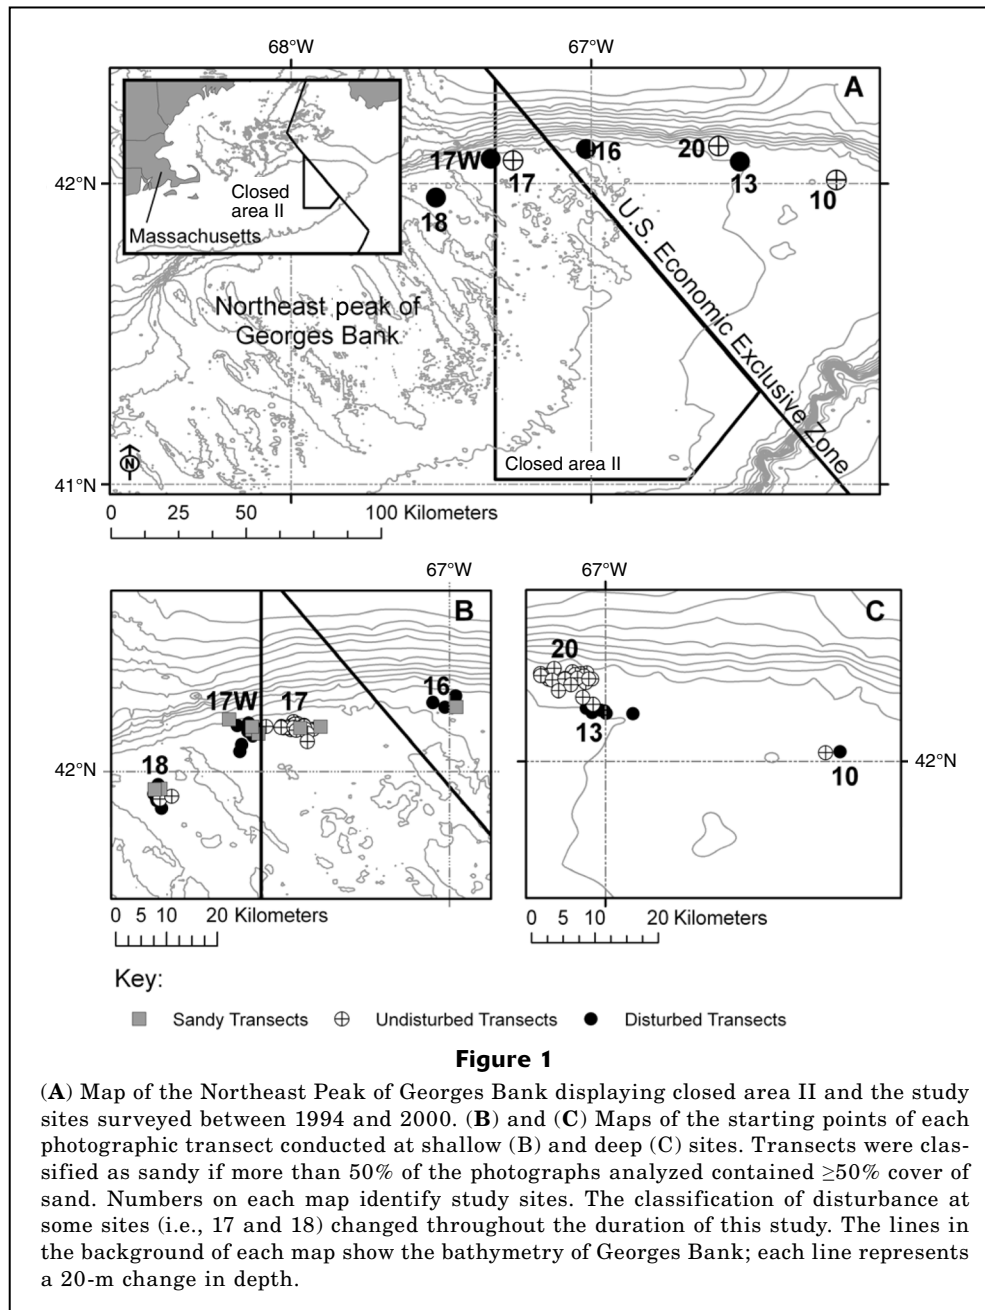 68°W
67°W
A
17W
17
16
20
13
10
18
42°N
Closed
area II
Massachusetts
U.S. Economic Exclusive Zone
Northeast peak of
Georges Bank
N
Closed area II
41°N
0 25 50 100 Kilometers
67°W
B
17W
17
16
18
42°N
0 5 10 20 Kilometers
67°W
C
20
13
10
42°N
0 5 10 20 Kilometers
Key:
Sandy Transects
Undisturbed Transects
Disturbed Transects
Figure 1
(A) Map of the Northeast Peak of Georges Bank displaying closed area II and the study
sites surveyed between 1994 and 2000. (B) and (C) Maps of the starting points of each
photographic transect conducted at shallow (B) and deep (C) sites. Transects were clas-
sified as sandy if more than 50% of the photographs analyzed contained ≥50% cover of
sand. Numbers on each map identify study sites. The classification of disturbance at
some sites (i.e., 17 and 18) changed throughout the duration of this study. The lines in
the background of each map show the bathymetry of Georges Bank; each line represents
a 20-m change in depth.